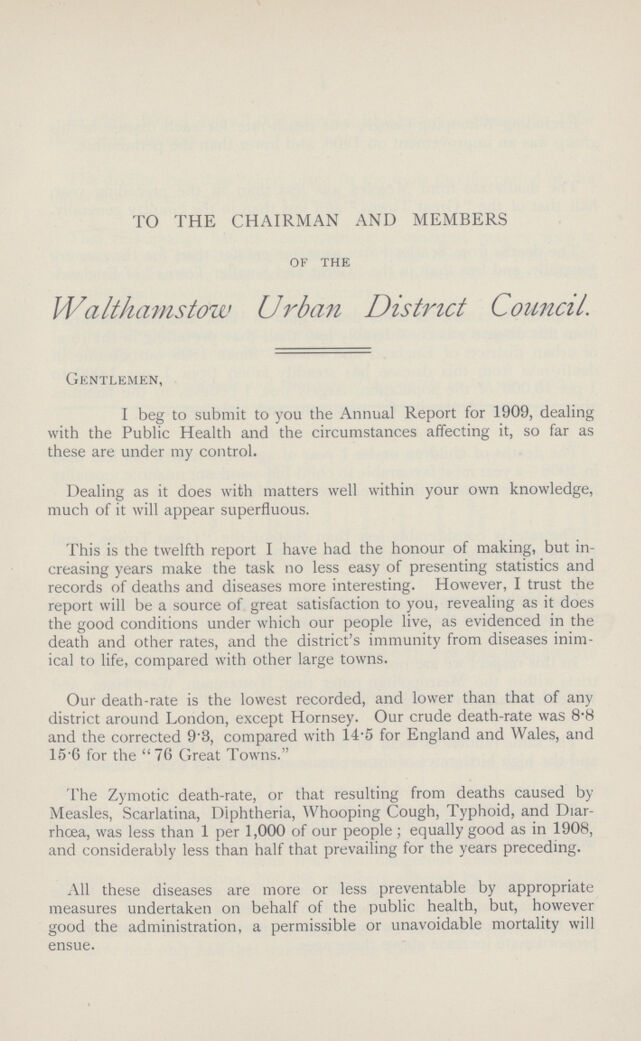 TO THE CHAIRMAN AND MEMBERS
OF THE
Walthamstow Urban District Council.
GENTLEMEN,
I beg to submit to you the Annual Report for 1909, dealing
with the Public Health and the circumstances affecting it, so far as
these are under my control.
Dealing as it does with matters well within your own knowledge,
much of it will appear superfluous.
This is the twelfth report I have had the honour of making, but in-
creasing years make the task no less easy of presenting statistics and
records of deaths and diseases more interesting. However, I trust the
report will be a source of great satisfaction to you, revealing as it does
the good conditions under which our people live, as evidenced in the
death and other rates, and the district's immunity from diseases inim-
ical to life, compared with other large towns.
Our death-rate is the lowest recorded, and lower than that of any
district around London, except Hornsey. Our crude death-rate was 8·8
and the corrected 9·3, compared with 14·5 for England and Wales, and
15·6 for the "76 Great Towns."
The Zymotic death-rate, or that resulting from deaths caused by
Measles, Scarlatina, Diphtheria, Whooping Cough, Typhoid, and Diar-
rhœa, was less than 1 per 1,000 of our people; equally good as in 1908,
and considerably less than half that prevailing for the years preceding.
All these diseases are more or less preventable by appropriate
measures undertaken on behalf of the public health, but, however
good the administration, a permissible or unavoidable mortality will
ensue.